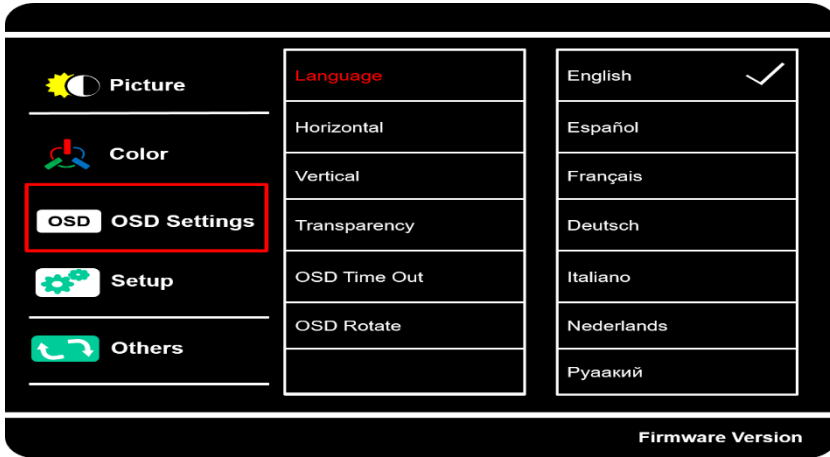 Picture
Color
OSD OSD Settings
Setup
Others
Language
Horizontal
Vertical
Transparency
OSD Time Out
OSD Rotate
English
Español
Français
Deutsch
Italiano
Nederlands
Руаакий
Firmware Version